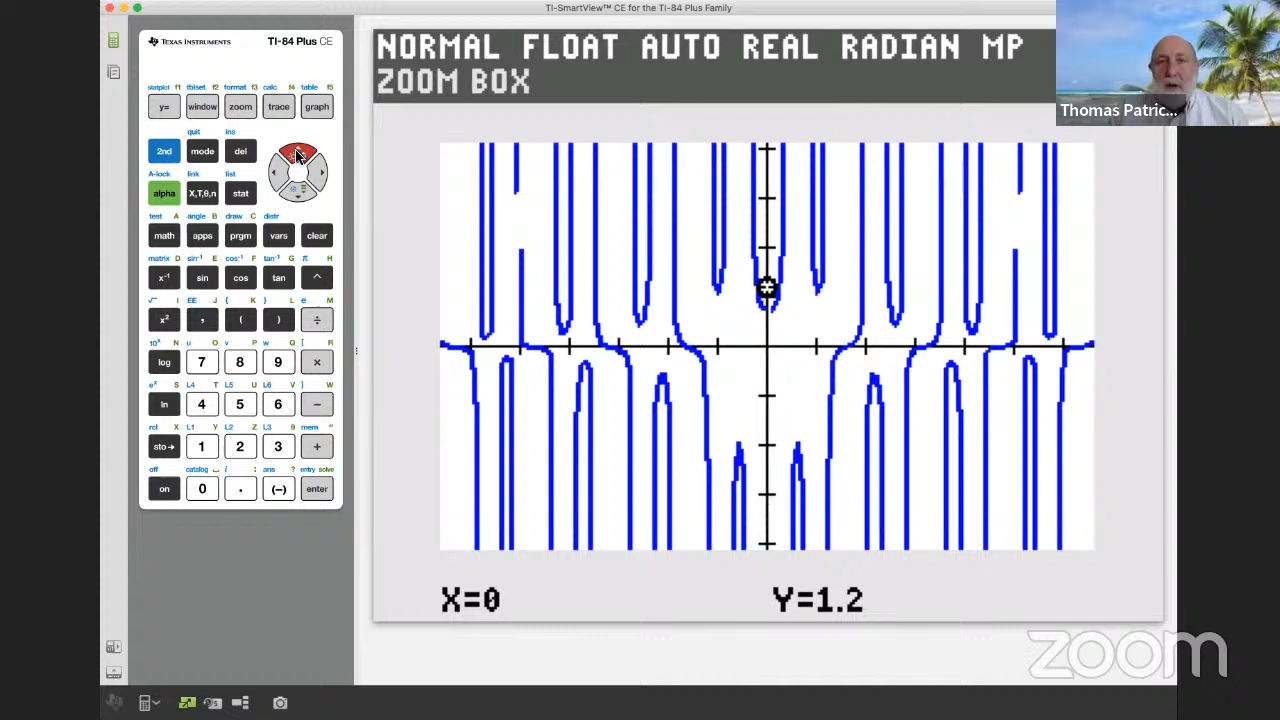 TI-SmartView™ CE for the TI-84 Plus Family
TEXAS INSTRUMENTS TI-84 Plus CE
NORMAL FLOAT AUTO REAL RADIAN MP
ZOOM BOX
Thomas Patric...
statplot f1 tblset f2 format f3 calc f4 table f5
y= window zoom trace graph
quit ins
2nd mode del
A-lock link list
alpha X,T,θ,n stat
test A angle B draw C distr
math apps prgm vars clear
matrix D sin⁻¹ E cos⁻¹ F tan⁻¹ G π H
x⁻¹ sin cos tan ^
√ I EE J { K } L e M
x² , ( ) ÷
10ˣ N u O v P w Q [ R
log 7 8 9 ×
eˣ S L4 T L5 U L6 V ] W
ln 4 5 6 −
rcl X L1 Y L2 Z L3 θ mem "
sto→ 1 2 3 +
off catalog i : ans ? entry solve
on 0 . (−) enter
X=0 Y=1.2
zoom